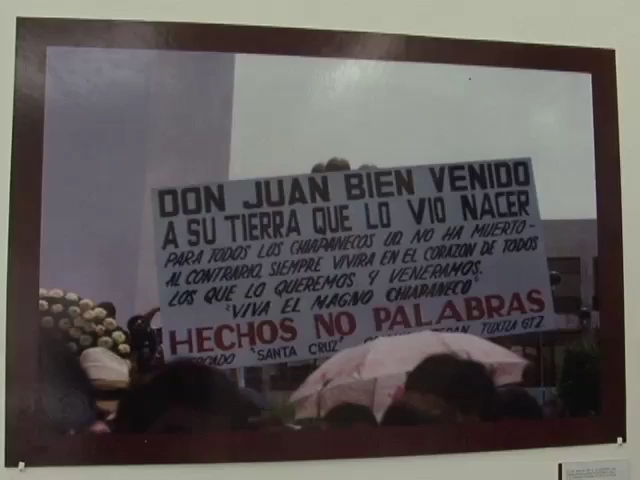 DON JUAN BIEN VENIDO
A SU TIERRA QUE LO VIO NACER
PARA TODOS LOS CHIAPANECOS UD. NO HA MUERTO-
AL CONTRARIO, SIEMPRE VIVIRA EN EL CORAZON DE TODOS
LOS QUE LO QUEREMOS Y VENERAMOS.
"VIVA EL MAGNO CHIAPANECO"
HECHOS NO PALABRAS
MERCADO "SANTA CRUZ" TUXTLA GTZ